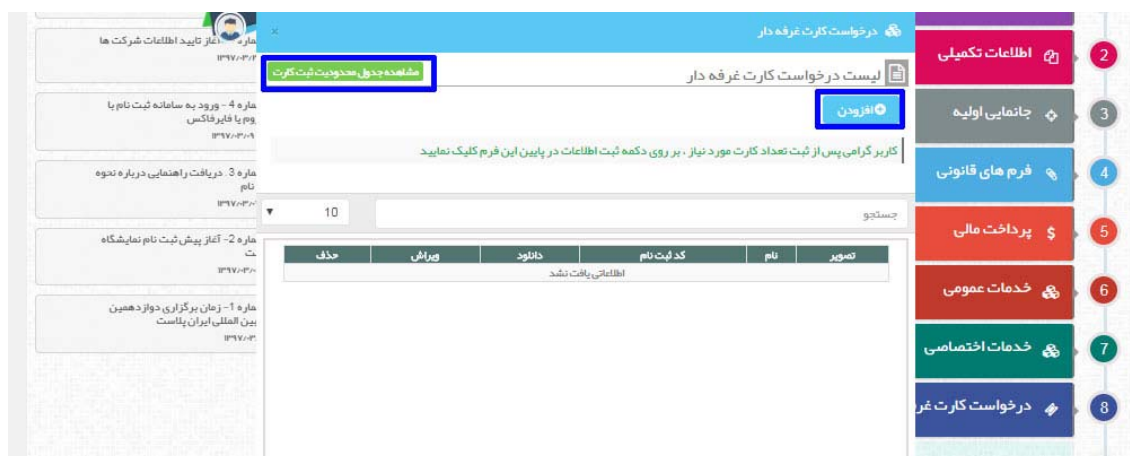 درخواست کارت غرفه دار
×
لیست درخواست کارت غرفه دار
مشاهده جدول محدودیت ثبت کارت
افزودن
کاربر گرامی پس از ثبت تعداد کارت مورد نیاز ، بر روی دکمه ثبت اطلاعات در پایین این فرم کلیک نمایید
جستجو
10
تصویر نام کد ثبت نام دانلود ویرایش حذف
اطلاعاتی یافت نشد
2 اطلاعات تکمیلی
3 جانمایی اولیه
4 فرم های قانونی
5 پرداخت مالی
6 خدمات عمومی
7 خدمات اختصاصی
8 درخواست کارت غر
آغاز تایید اطلاعات شرکت ها
ماره 4 - ورود به سامانه ثبت نام با
وم یا فایرفاکس
ماره 3 . دریافت راهنمایی درباره نحوه
نام
ماره 2- آغاز پیش ثبت نام نمایشگاه
ست
ماره 1- زمان برگزاری دوازدهمین
بین المللی ایران پلاست